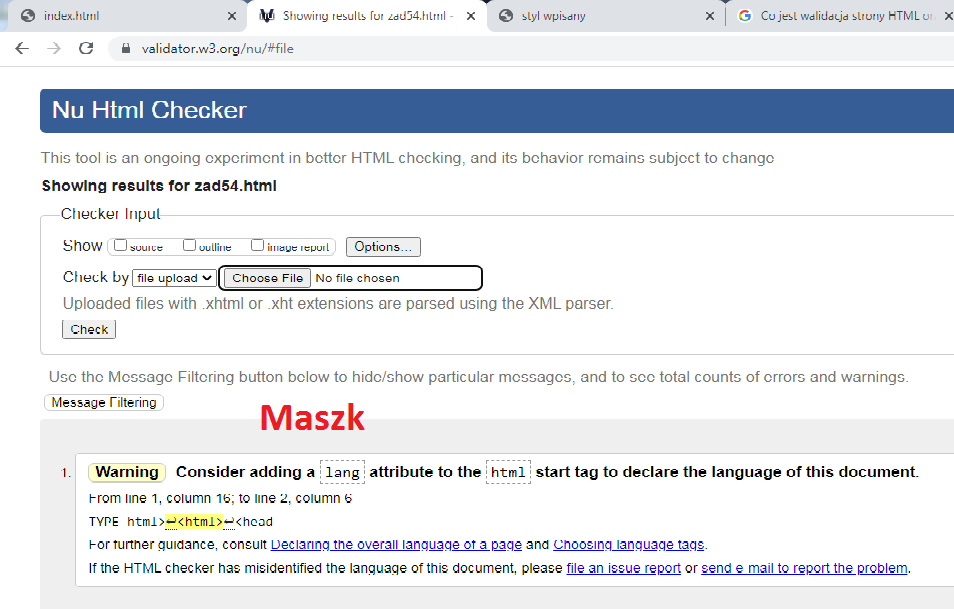 index.html
Showing results for zad54.html -
styl wpisany
Co jest walidacja strony HTML or
validator.w3.org/nu/#file
Nu Html Checker
This tool is an ongoing experiment in better HTML checking, and its behavior remains subject to change
Showing results for zad54.html
Checker Input
Show source outline image report Options...
Check by file upload Choose File No file chosen
Uploaded files with .xhtml or .xht extensions are parsed using the XML parser.
Check
Use the Message Filtering button below to hide/show particular messages, and to see total counts of errors and warnings.
Message Filtering
Maszk
1. Warning Consider adding a lang attribute to the html start tag to declare the language of this document.
From line 1, column 16; to line 2, column 6
TYPE html>↩<html>↩<head
For further guidance, consult Declaring the overall language of a page and Choosing language tags.
If the HTML checker has misidentified the language of this document, please file an issue report or send e-mail to report the problem.